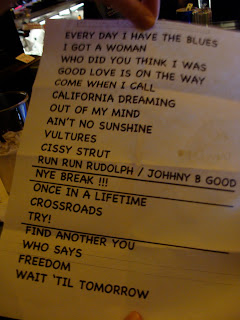 EVERY DAY I HAVE THE BLUES
I GOT A WOMAN
WHO DID YOU THINK I WAS
GOOD LOVE IS ON THE WAY
COME WHEN I CALL
CALIFORNIA DREAMING
OUT OF MY MIND
AIN'T NO SUNSHINE
VULTURES
CISSY STRUT
RUN RUN RUDOLPH / JOHHNY B GOOD
NYE BREAK !!!
ONCE IN A LIFETIME
CROSSROADS
TRY!
FIND ANOTHER YOU
WHO SAYS
FREEDOM
WAIT 'TIL TOMORROW